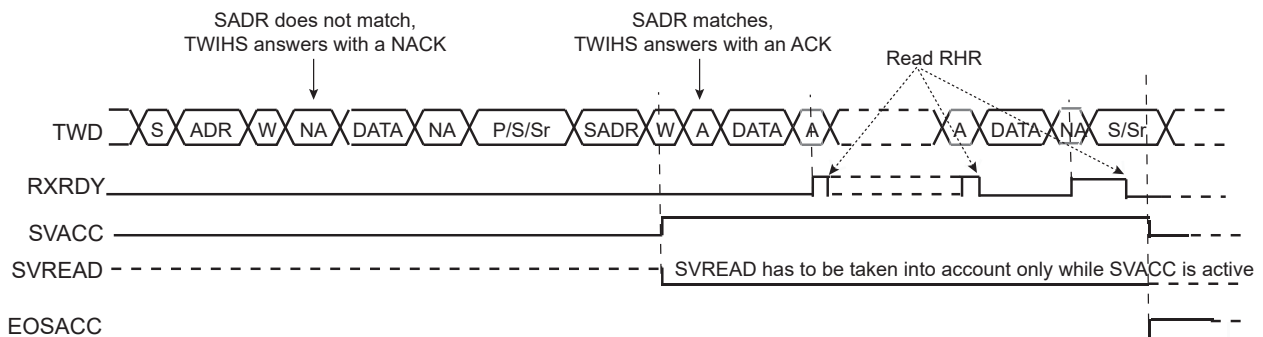 SADR does not match,
TWIHS answers with a NACK
SADR matches,
TWIHS answers with an ACK
Read RHR
TWD S ADR W NA DATA NA P/S/Sr SADR W A DATA A A DATA NA S/Sr
RXRDY
SVACC
SVREAD SVREAD has to be taken into account only while SVACC is active
EOSACC